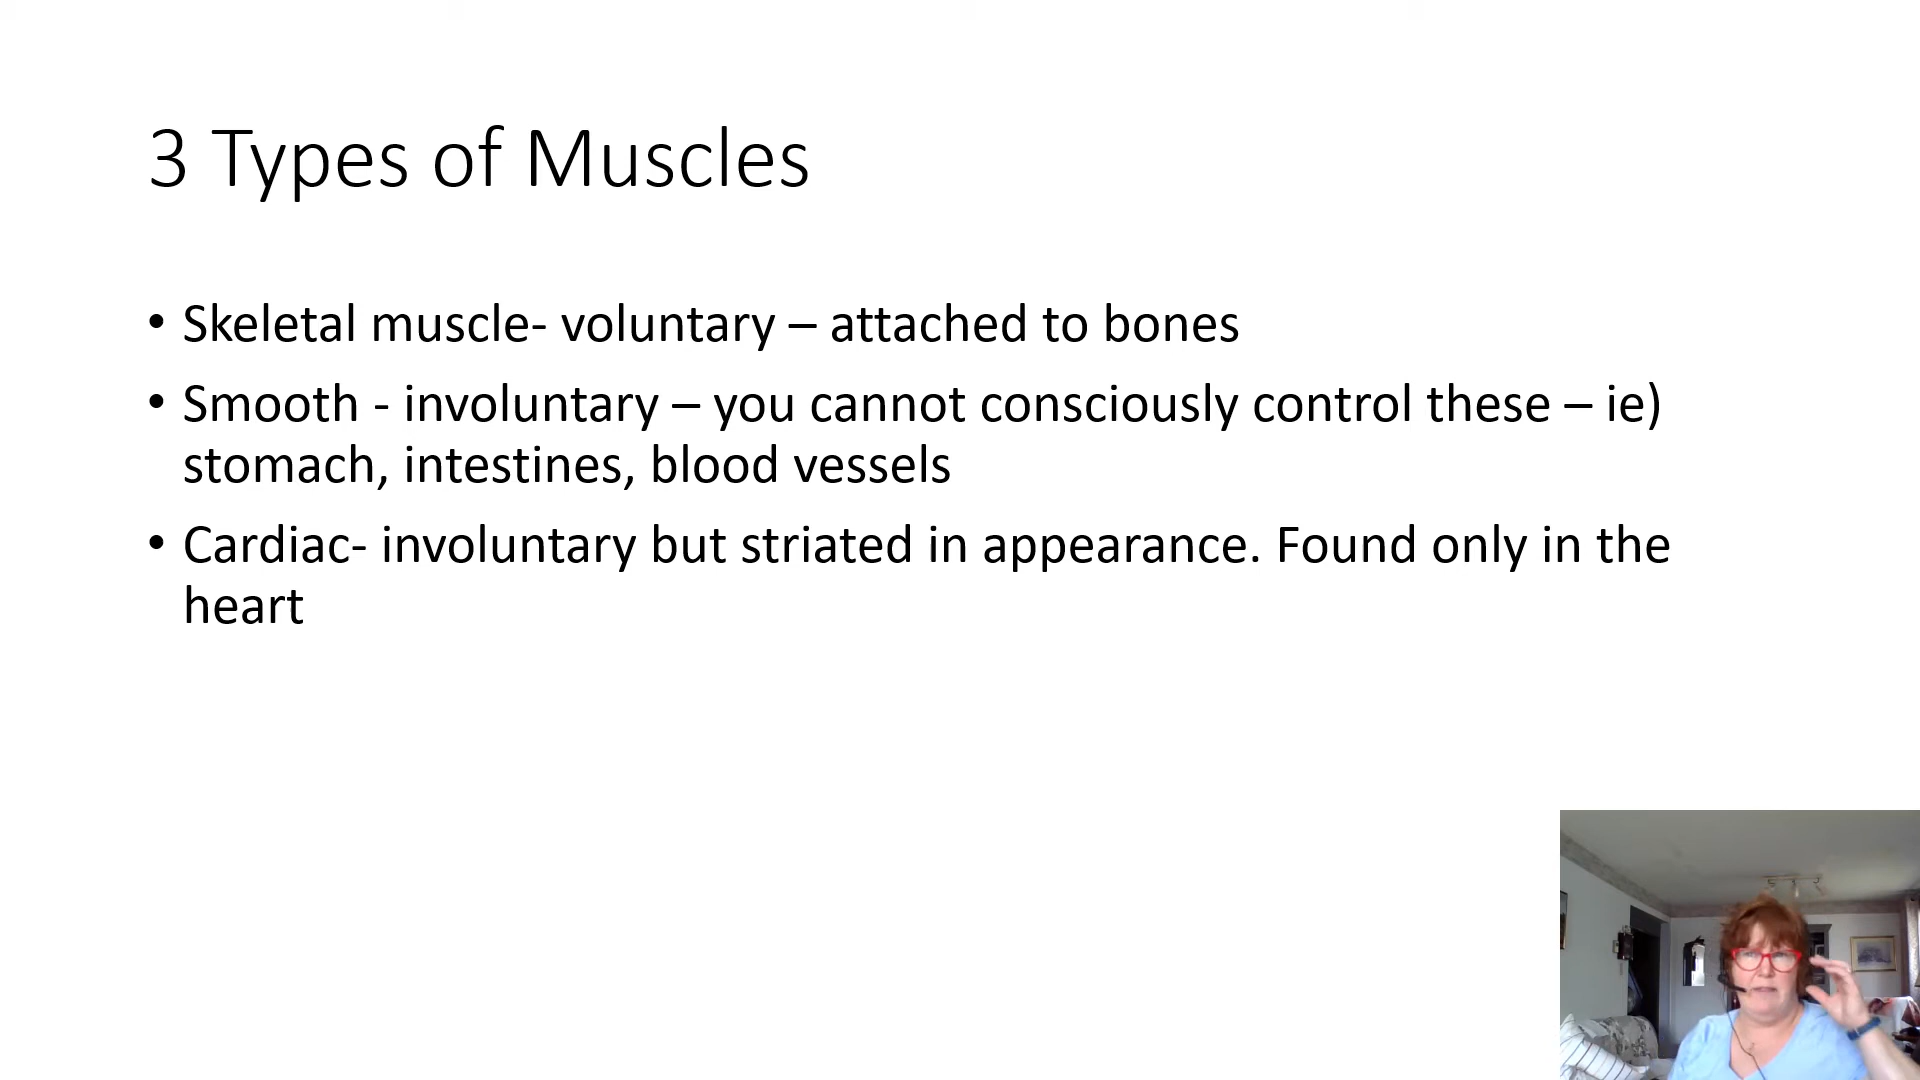 3 Types of Muscles
• Skeletal muscle- voluntary – attached to bones
• Smooth - involuntary – you cannot consciously control these – ie)
stomach, intestines, blood vessels
• Cardiac- involuntary but striated in appearance. Found only in the
heart